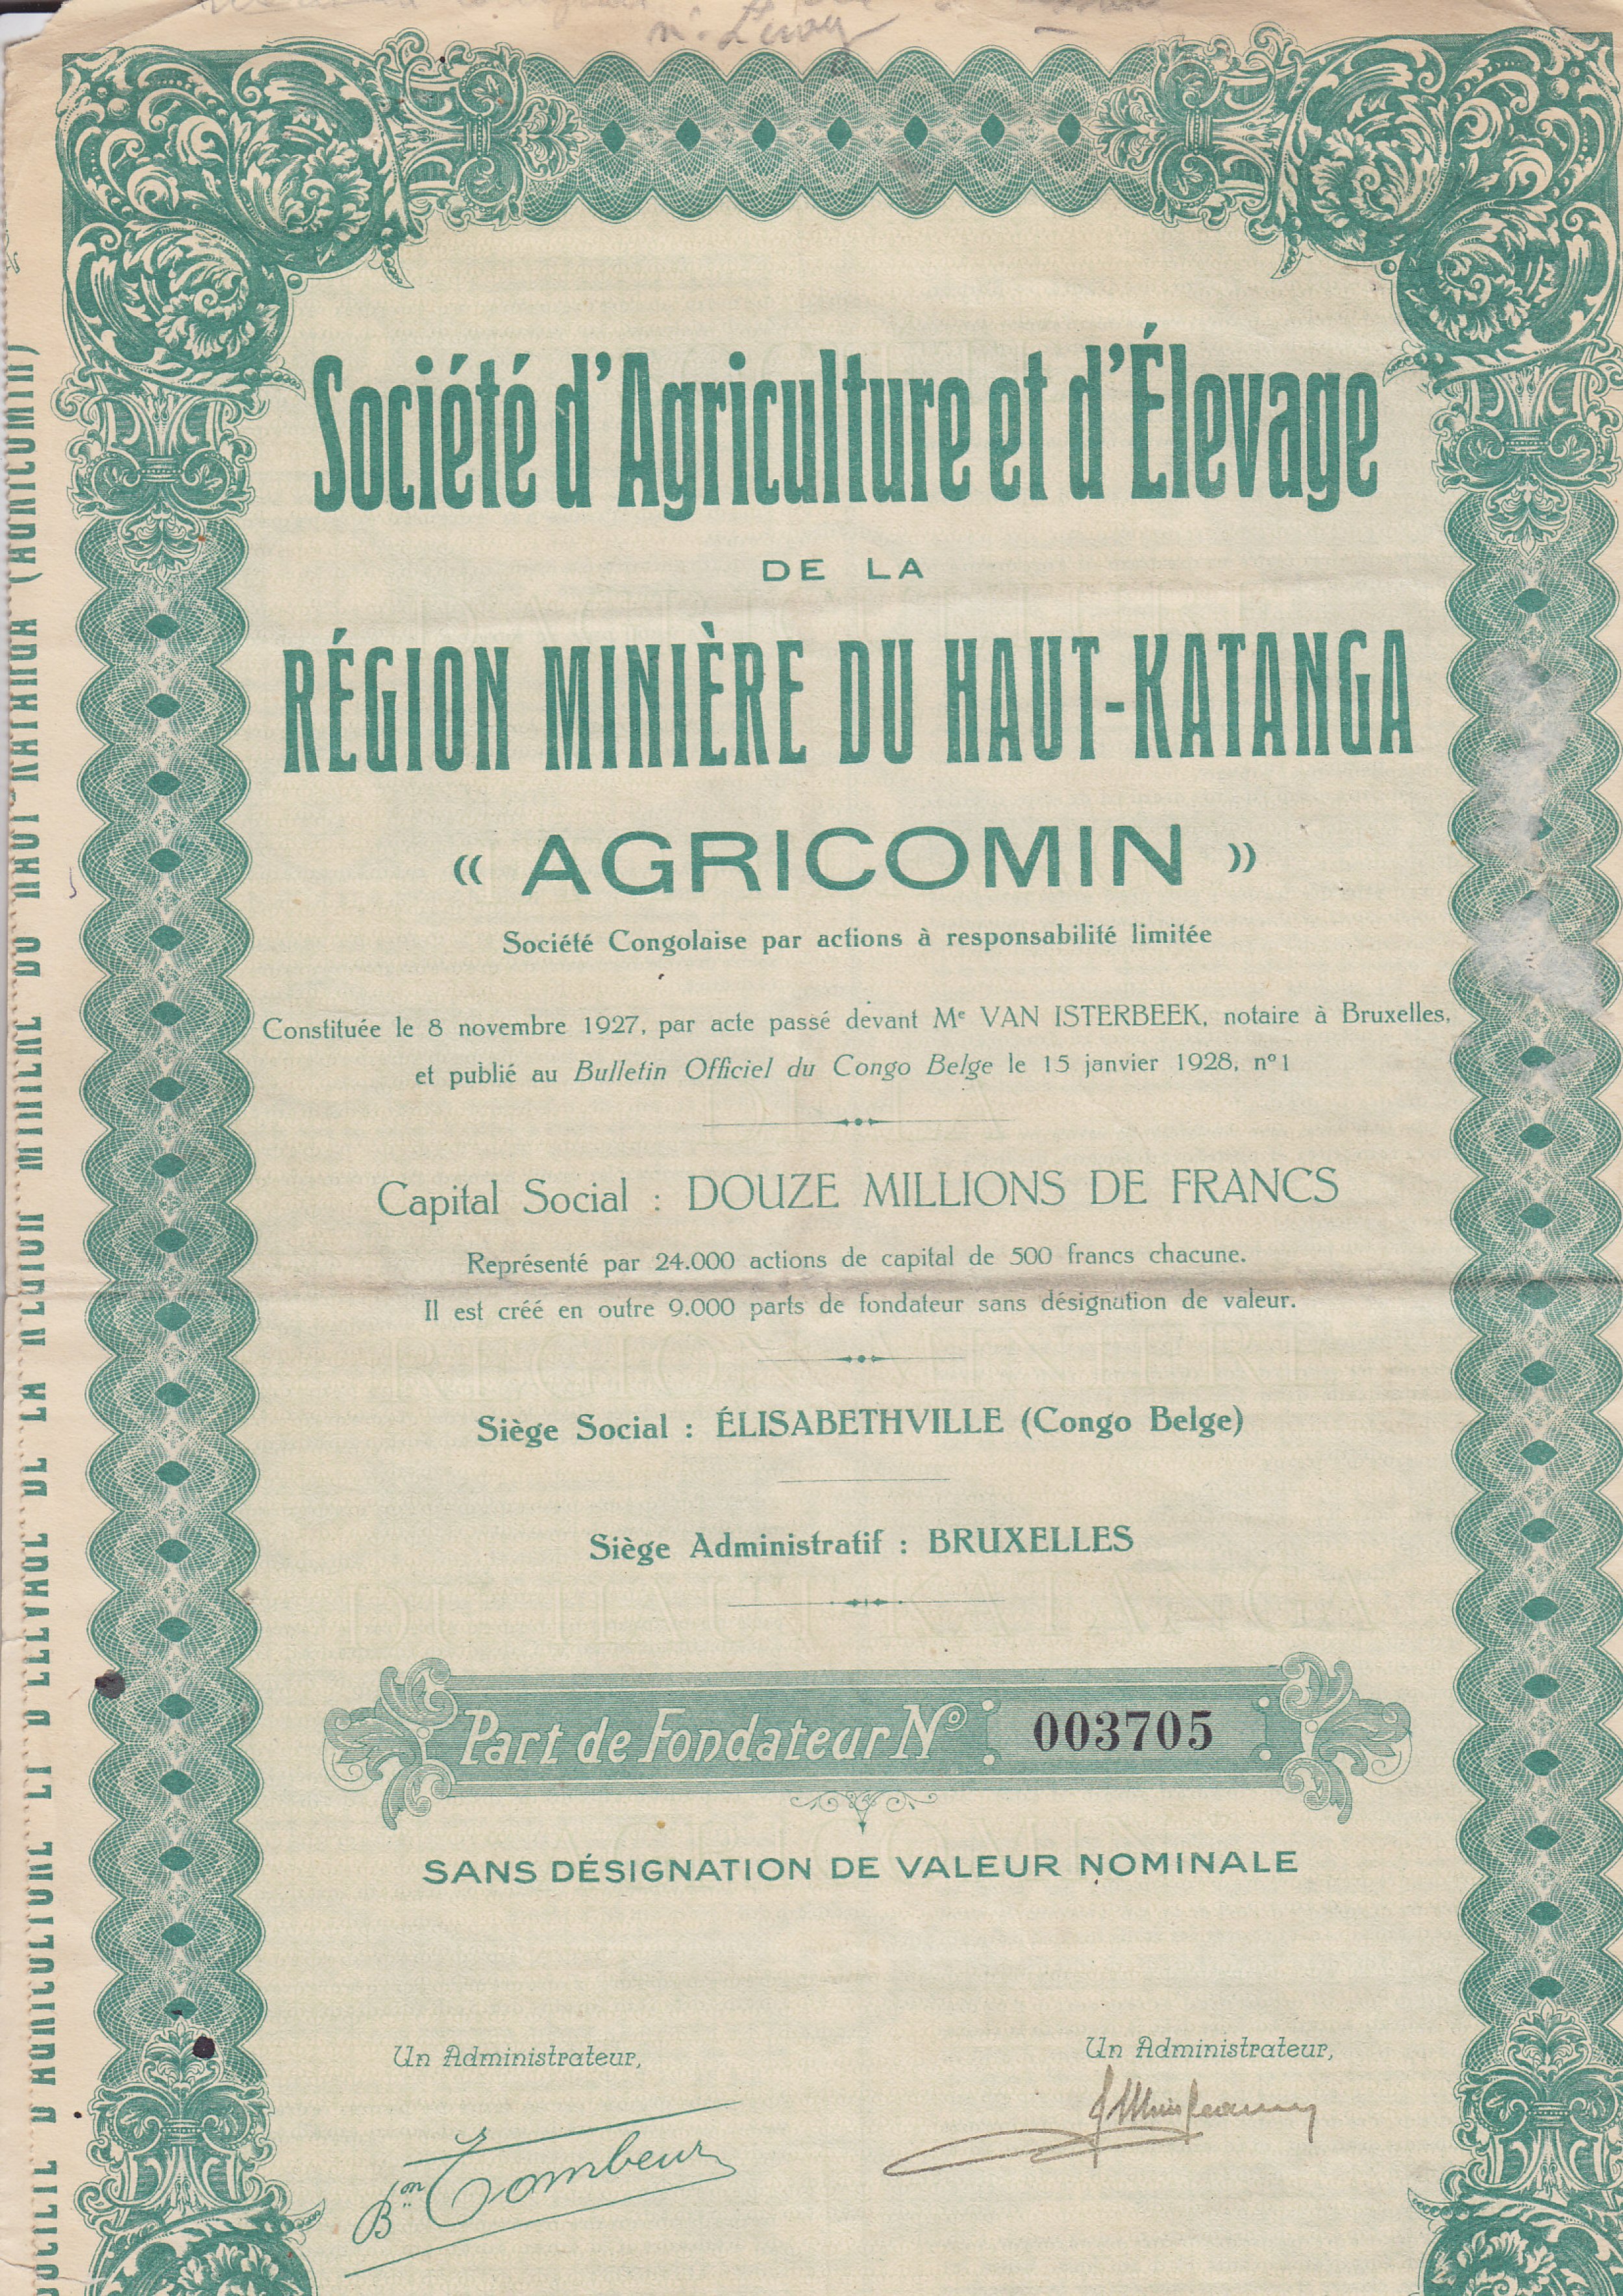 Société d'Agriculture et d'Élevage
DE LA
RÉGION MINIÈRE DU HAUT-KATANGA
« AGRICOMIN »
Société Congolaise par actions à responsabilité limitée
Constituée le 8 novembre 1927, par acte passé devant Me VAN ISTERBEEK, notaire à Bruxelles,
et publié au Bulletin Officiel du Congo Belge le 15 janvier 1928, nº 1
Capital Social : DOUZE MILLIONS DE FRANCS
Représenté par 24.000 actions de capital de 500 francs chacune.
Il est créé en outre 9.000 parts de fondateur sans désignation de valeur.
Siège Social : ÉLISABETHVILLE (Congo Belge)
Siège Administratif : BRUXELLES
Part de Fondateur Nº : 003705 :
SANS DÉSIGNATION DE VALEUR NOMINALE
Un Administrateur,
Un Administrateur,
Bon Tombeur